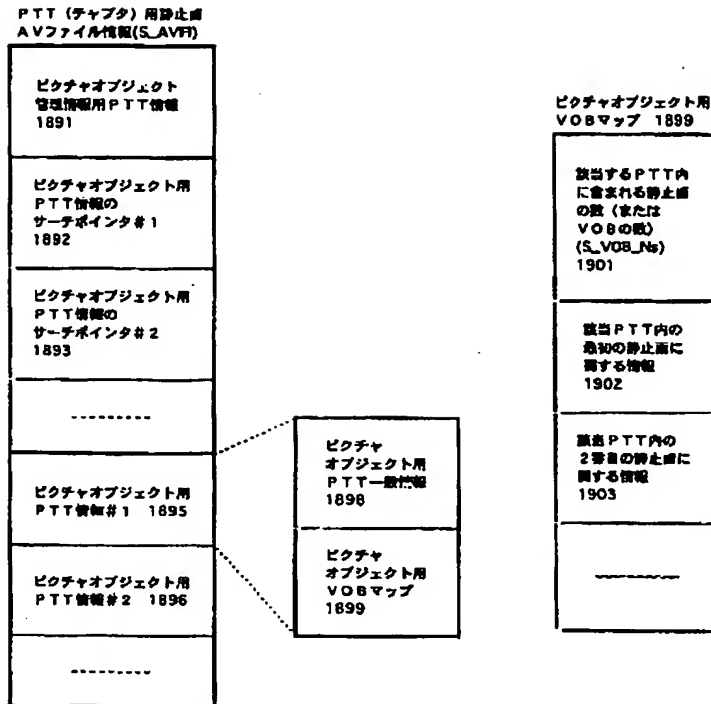 PTT (チャプタ) 用静止画
AVファイル情報(S_AVFI)
ピクチャオブジェクト
管理情報用PTT情報
1891
ピクチャオブジェクト用
PTT情報の
サーチポインタ#1
1892
ピクチャオブジェクト用
PTT情報の
サーチポインタ#2
1893
ピクチャオブジェクト用
PTT情報#1 1895
ピクチャオブジェクト用
PTT情報#2 1896
ピクチャ
オブジェクト用
PTT一般情報
1898
ピクチャ
オブジェクト用
VOBマップ
1899
ピクチャオブジェクト用
VOBマップ 1899
該当するPTT内
に含まれる静止画
の数 (または
VOBの数)
(S_VOB_Ns)
1901
該当PTT内の
最初の静止画に
関する情報
1902
該当PTT内の
2番目の静止画に
関する情報
1903